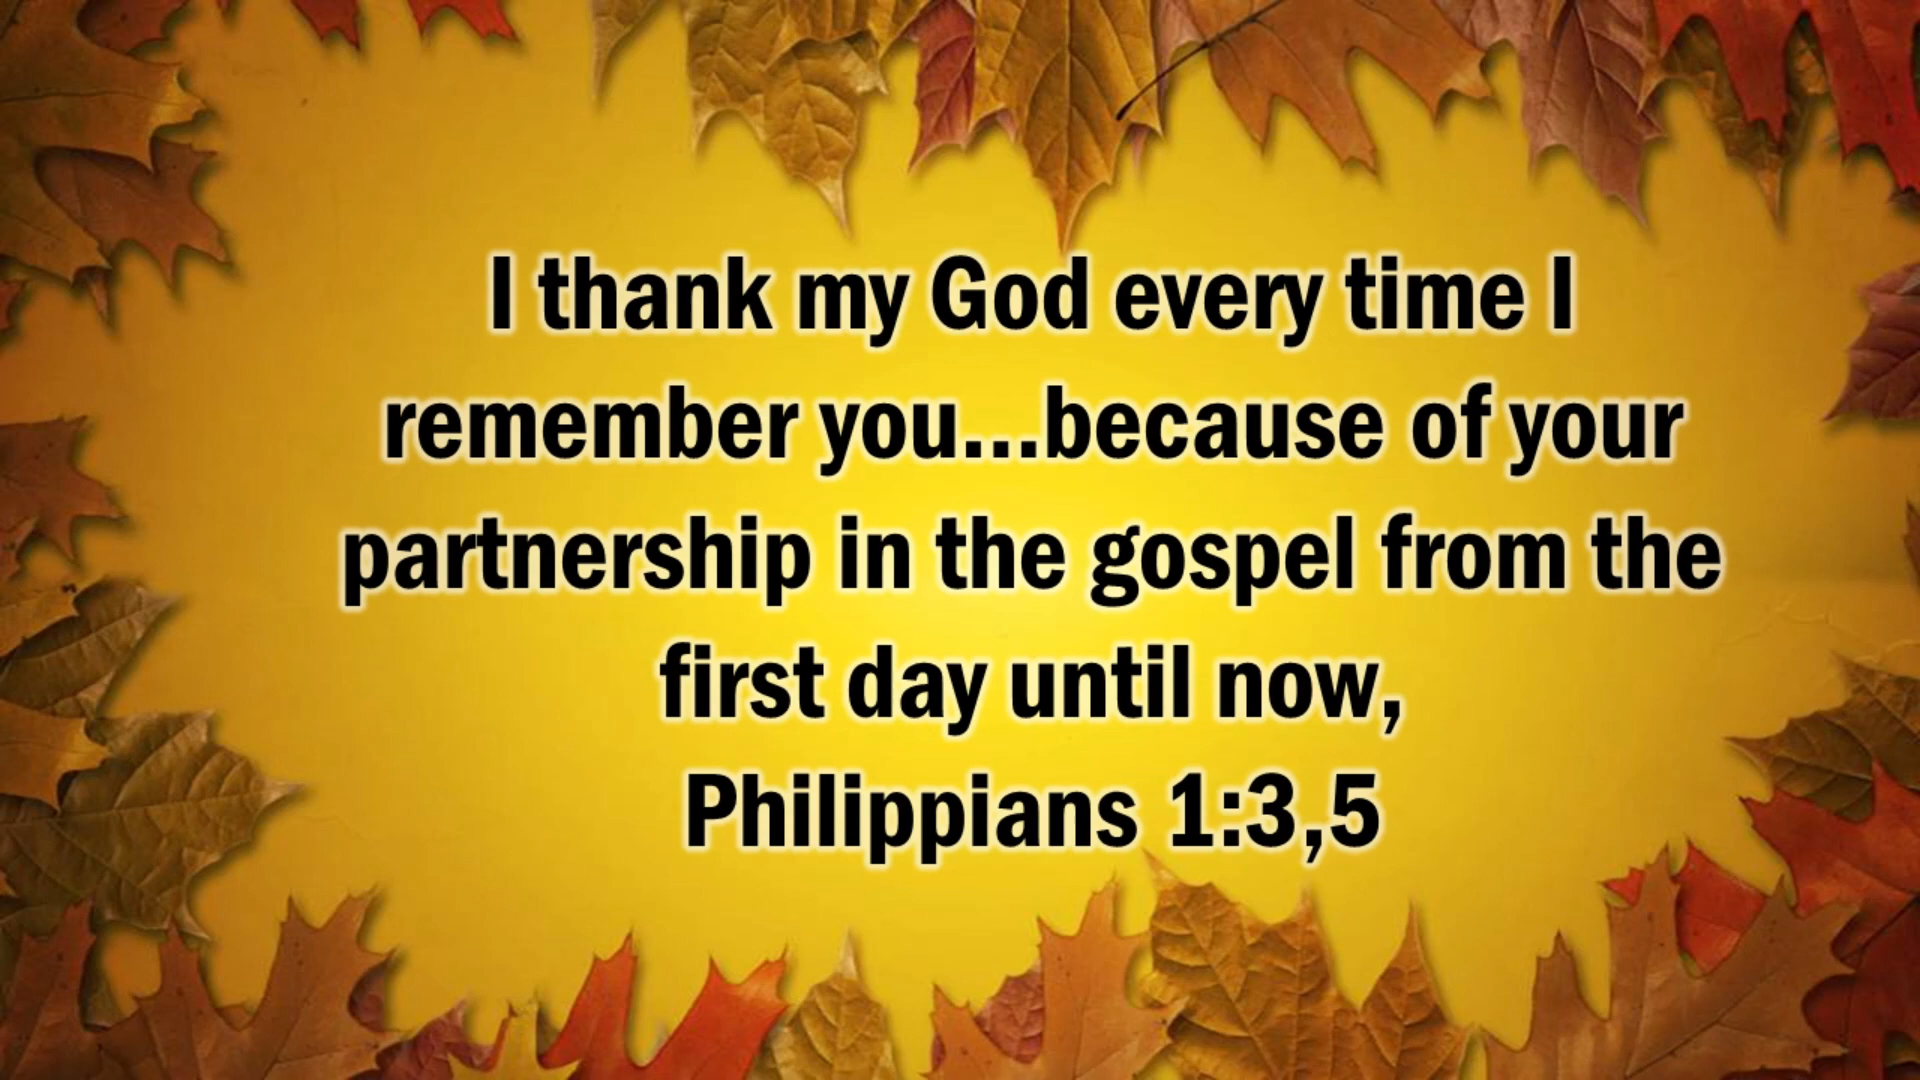 I thank my God every time I
remember you...because of your
partnership in the gospel from the
first day until now,
Philippians 1:3,5